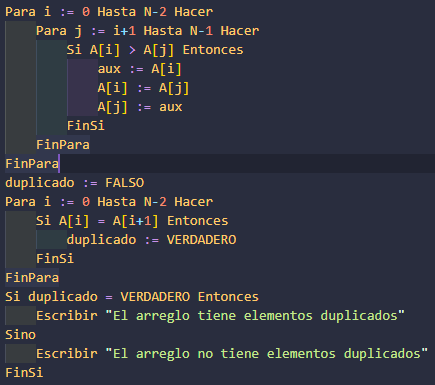 Para i := 0 Hasta N-2 Hacer
    Para j := i+1 Hasta N-1 Hacer
        Si A[i] > A[j] Entonces
            aux := A[i]
            A[i] := A[j]
            A[j] := aux
        FinSi
    FinPara
FinPara
duplicado := FALSO
Para i := 0 Hasta N-2 Hacer
    Si A[i] = A[i+1] Entonces
        duplicado := VERDADERO
    FinSi
FinPara
Si duplicado = VERDADERO Entonces
    Escribir "El arreglo tiene elementos duplicados"
Sino
    Escribir "El arreglo no tiene elementos duplicados"
FinSi